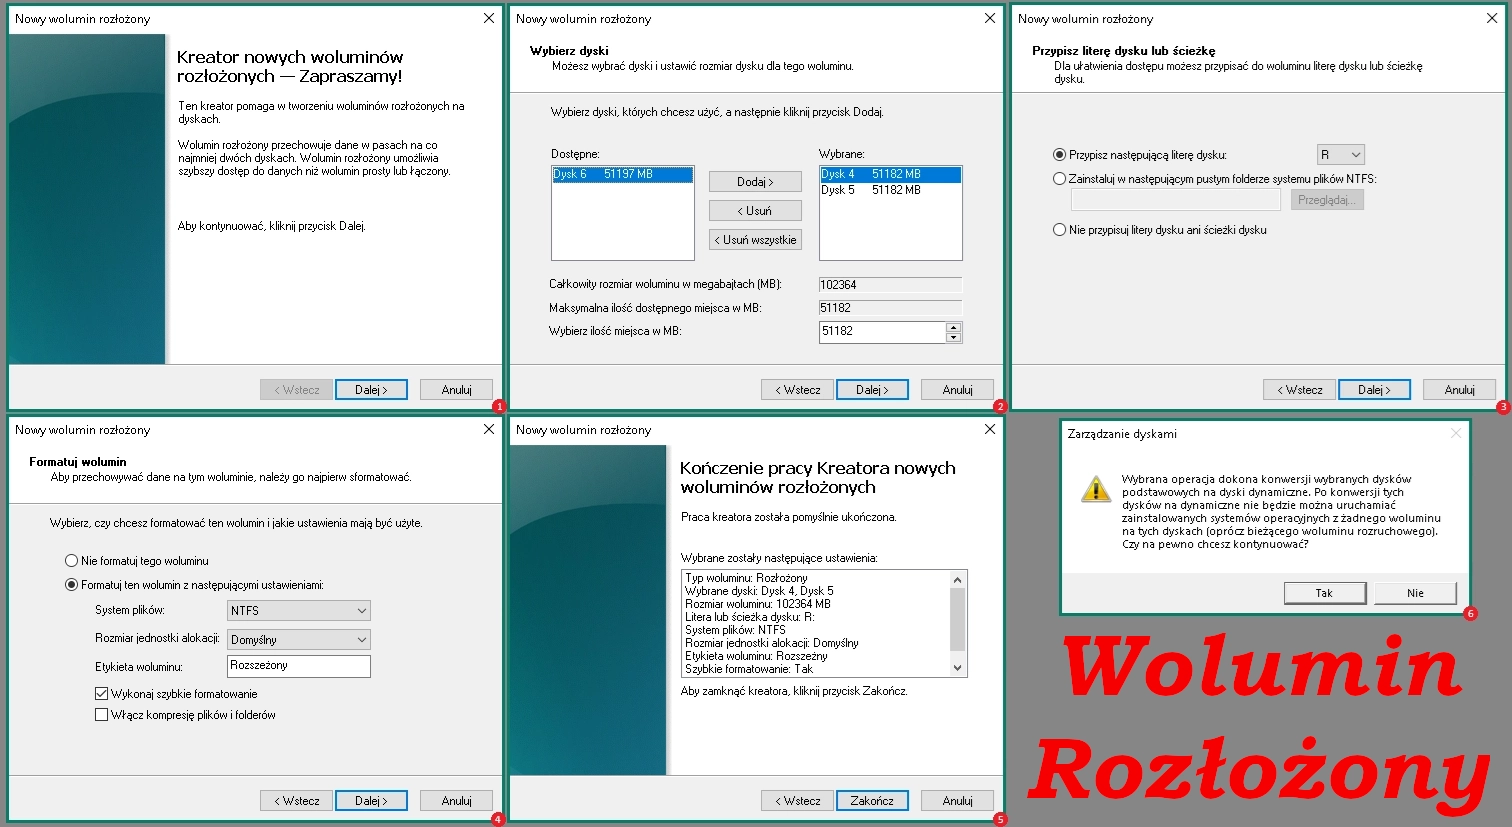 Nowy wolumin rozłożony
Kreator nowych woluminów
rozłożonych — Zapraszamy!
Ten kreator pomaga w tworzeniu woluminów rozłożonych na
dyskach.
Wolumin rozłożony przechowuje dane w pasach na co
najmniej dwóch dyskach. Wolumin rozłożony umożliwia
szybszy dostęp do danych niż wolumin prosty lub łączony.
Aby kontynuować, kliknij przycisk Dalej.
< Wstecz
Dalej >
Anuluj
1
Nowy wolumin rozłożony
Wybierz dyski
Możesz wybrać dyski i ustawić rozmiar dysku dla tego woluminu.
Wybierz dyski, których chcesz użyć, a następnie kliknij przycisk Dodaj.
Dostępne:
Dysk 6 51197 MB
Dodaj >
< Usuń
< Usuń wszystkie
Wybrane:
Dysk 4 51182 MB
Dysk 5 51182 MB
Całkowity rozmiar woluminu w megabajtach (MB): 102364
Maksymalna ilość dostępnego miejsca w MB: 51182
Wybierz ilość miejsca w MB: 51182
< Wstecz
Dalej >
Anuluj
2
Nowy wolumin rozłożony
Przypisz literę dysku lub ścieżkę
Dla ułatwienia dostępu możesz przypisać do woluminu literę dysku lub ścieżkę
dysku.
Przypisz następującą literę dysku: R
Zainstaluj w następującym pustym folderze systemu plików NTFS:
Przeglądaj...
Nie przypisuj litery dysku ani ścieżki dysku
< Wstecz
Dalej >
Anuluj
3
Nowy wolumin rozłożony
Formatuj wolumin
Aby przechowywać dane na tym woluminie, należy go najpierw sformatować.
Wybierz, czy chcesz formatować ten wolumin i jakie ustawienia mają być użyte.
Nie formatuj tego woluminu
Formatuj ten wolumin z następującymi ustawieniami:
System plików: NTFS
Rozmiar jednostki alokacji: Domyślny
Etykieta woluminu: Rozszeżony
Wykonaj szybkie formatowanie
Włącz kompresję plików i folderów
< Wstecz
Dalej >
Anuluj
4
Nowy wolumin rozłożony
Kończenie pracy Kreatora nowych
woluminów rozłożonych
Praca kreatora została pomyślnie ukończona.
Wybrane zostały następujące ustawienia:
Typ woluminu: Rozłożony
Wybrane dyski: Dysk 4, Dysk 5
Rozmiar woluminu: 102364 MB
Litera lub ścieżka dysku: R:
System plików: NTFS
Rozmiar jednostki alokacji: Domyślny
Etykieta woluminu: Rozszeżny
Szybkie formatowanie: Tak
Aby zamknąć kreatora, kliknij przycisk Zakończ.
< Wstecz
Zakończ
Anuluj
5
Zarządzanie dyskami
Wybrana operacja dokona konwersji wybranych dysków
podstawowych na dyski dynamiczne. Po konwersji tych
dysków na dynamiczne nie będzie można uruchamiać
zainstalowanych systemów operacyjnych z żadnego woluminu
na tych dyskach (oprócz bieżącego woluminu rozruchowego).
Czy na pewno chcesz kontynuować?
Tak
Nie
6
Wolumin
Rozłożony